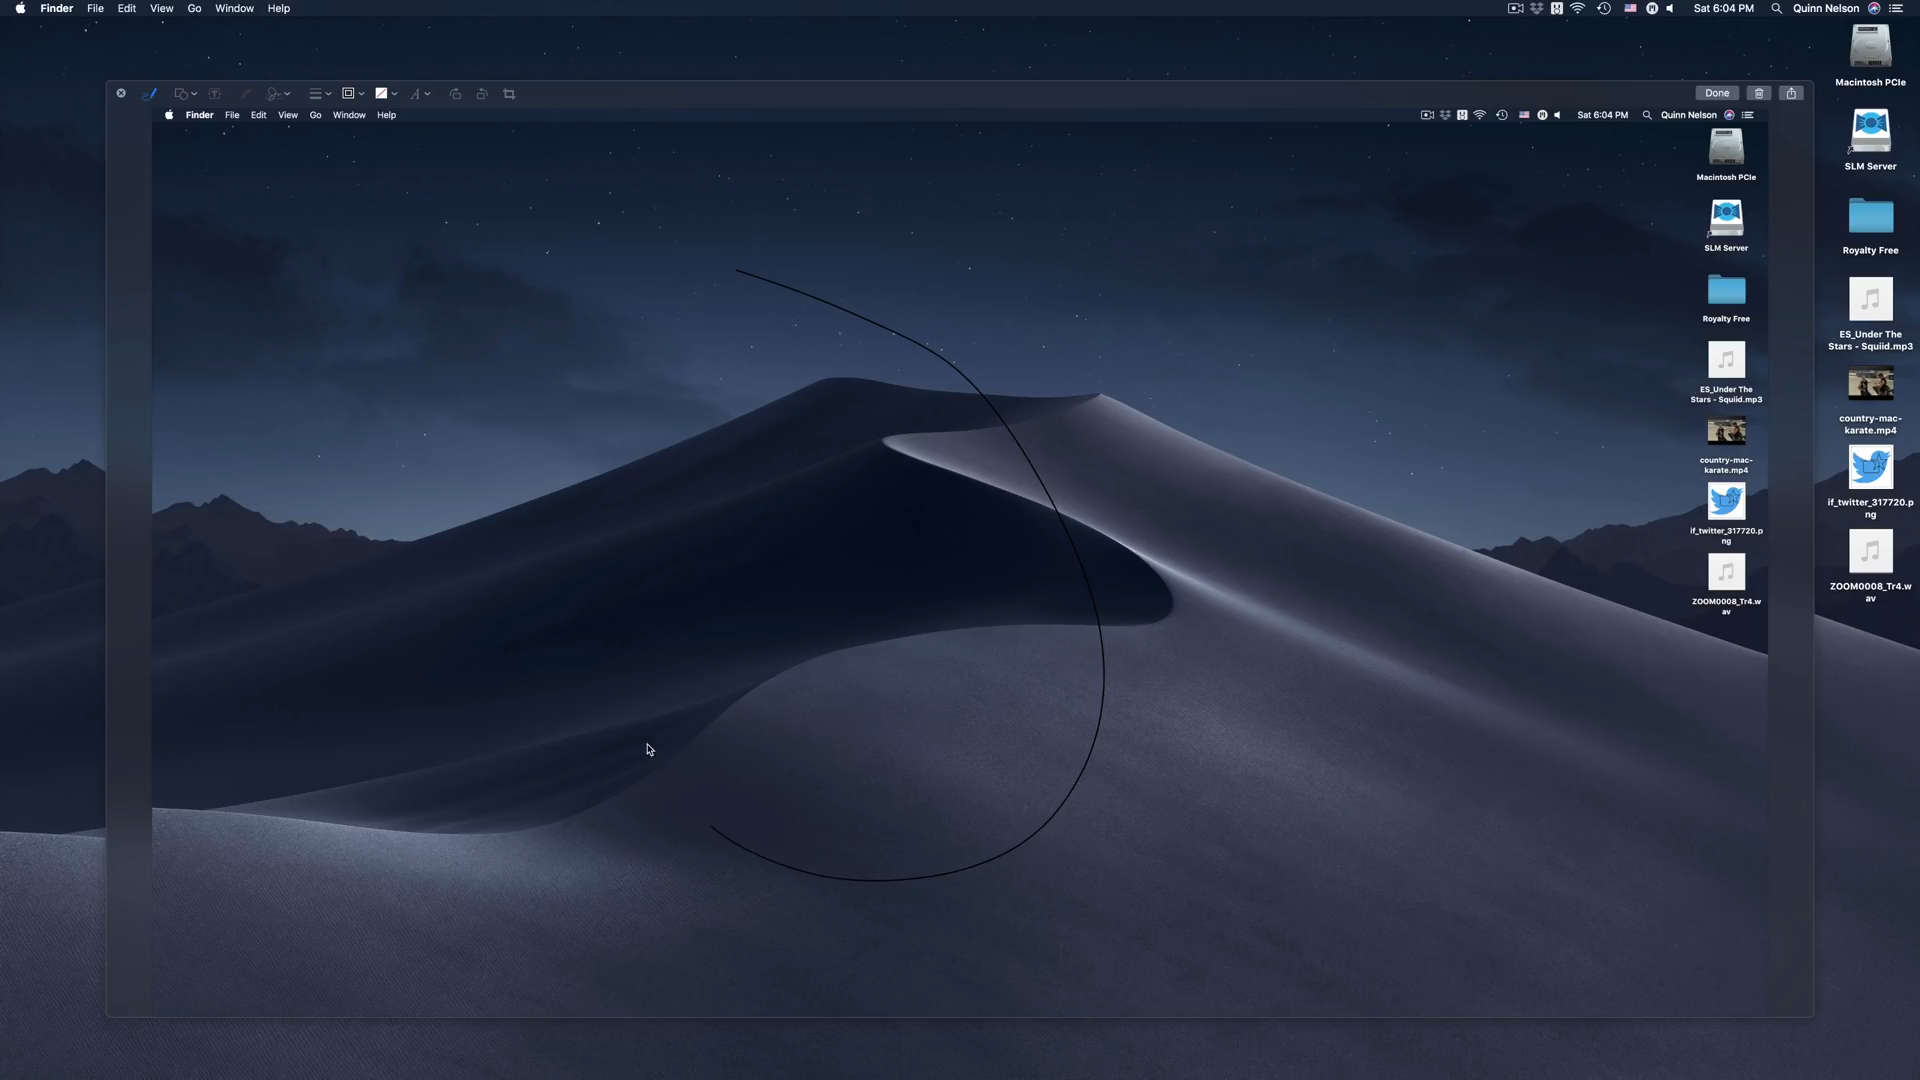 Finder File Edit View Go Window Help
Sat 6:04 PM Quinn Nelson
Done
Finder File Edit View Go Window Help
Sat 6:04 PM Quinn Nelson
Macintosh PCIe
SLM Server
Royalty Free
ES_Under The
Stars - Squiid.mp3
country-mac-
karate.mp4
if_twitter_317720.p
ng
ZOOM0008_Tr4.w
av
Macintosh PCIe
SLM Server
Royalty Free
ES_Under The
Stars - Squiid.mp3
country-mac-
karate.mp4
if_twitter_317720.p
ng
ZOOM0008_Tr4.w
av